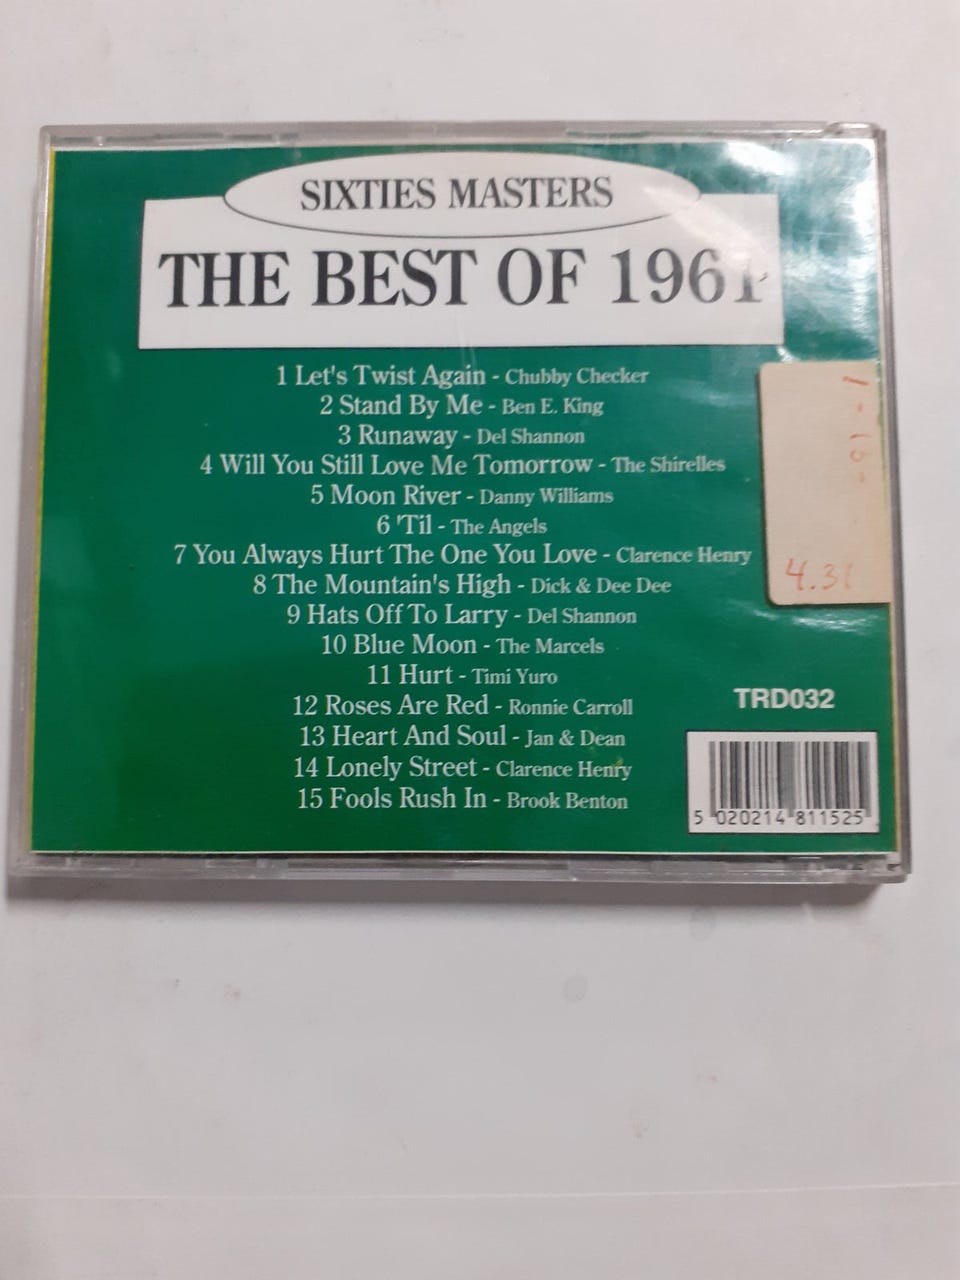 SIXTIES MASTERS
THE BEST OF 1961
1 Let's Twist Again - Chubby Checker
2 Stand By Me - Ben E. King
3 Runaway - Del Shannon
4 Will You Still Love Me Tomorrow - The Shirelles
5 Moon River - Danny Williams
6 'Til - The Angels
7 You Always Hurt The One You Love - Clarence Henry
8 The Mountain's High - Dick & Dee Dee
9 Hats Off To Larry - Del Shannon
10 Blue Moon - The Marcels
11 Hurt - Timi Yuro
12 Roses Are Red - Ronnie Carroll
13 Heart And Soul - Jan & Dean
14 Lonely Street - Clarence Henry
15 Fools Rush In - Brook Benton
4.31
TRD032
5 020214 811525